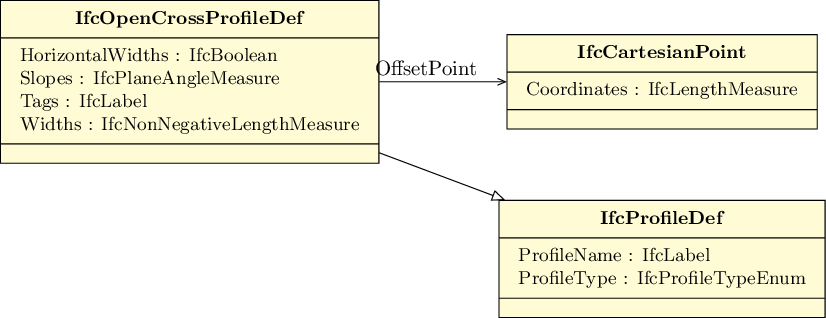 IfcOpenCrossProfileDef
HorizontalWidths : IfcBoolean
Slopes : IfcPlaneAngleMeasure
Tags : IfcLabel
Widths : IfcNonNegativeLengthMeasure
OffsetPoint
IfcCartesianPoint
Coordinates : IfcLengthMeasure
IfcProfileDef
ProfileName : IfcLabel
ProfileType : IfcProfileTypeEnum